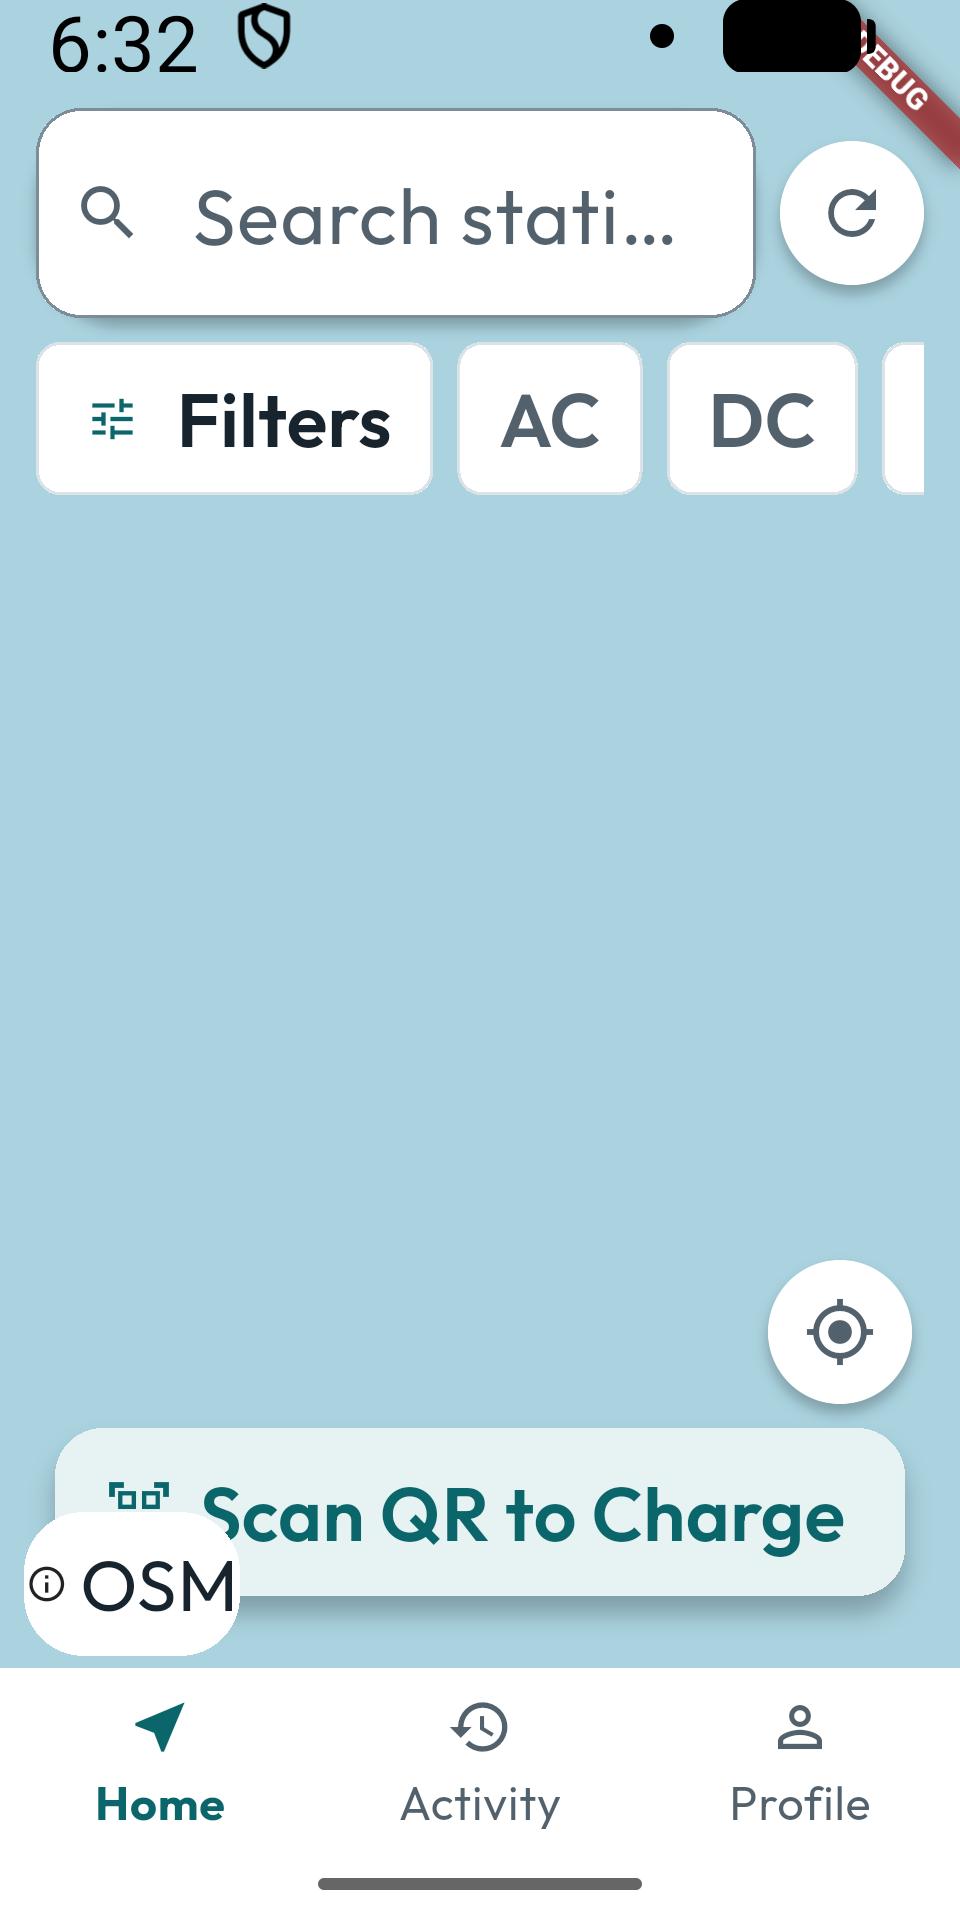 6:32
DEBUG
Search stati...
Filters
AC
DC
Scan QR to Charge
OSM
Home
Activity
Profile